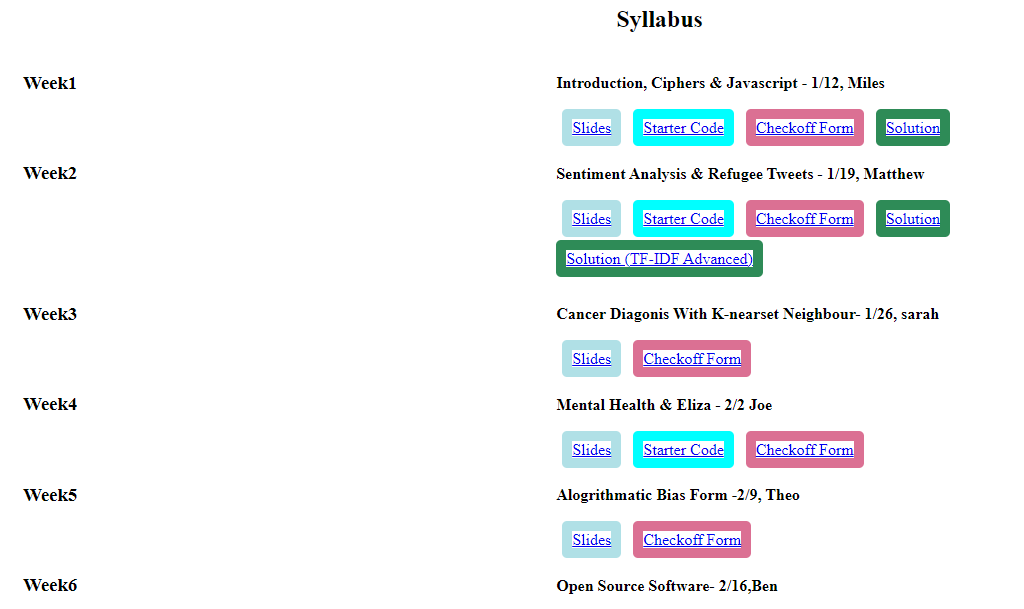 Syllabus
Week1
Introduction, Ciphers & Javascript - 1/12, Miles
Slides Starter Code Checkoff Form Solution
Week2
Sentiment Analysis & Refugee Tweets - 1/19, Matthew
Slides Starter Code Checkoff Form Solution
Solution (TF-IDF Advanced)
Week3
Cancer Diagonis With K-nearset Neighbour- 1/26, sarah
Slides Checkoff Form
Week4
Mental Health & Eliza - 2/2 Joe
Slides Starter Code Checkoff Form
Week5
Alogrithmatic Bias Form -2/9, Theo
Slides Checkoff Form
Week6
Open Source Software- 2/16,Ben